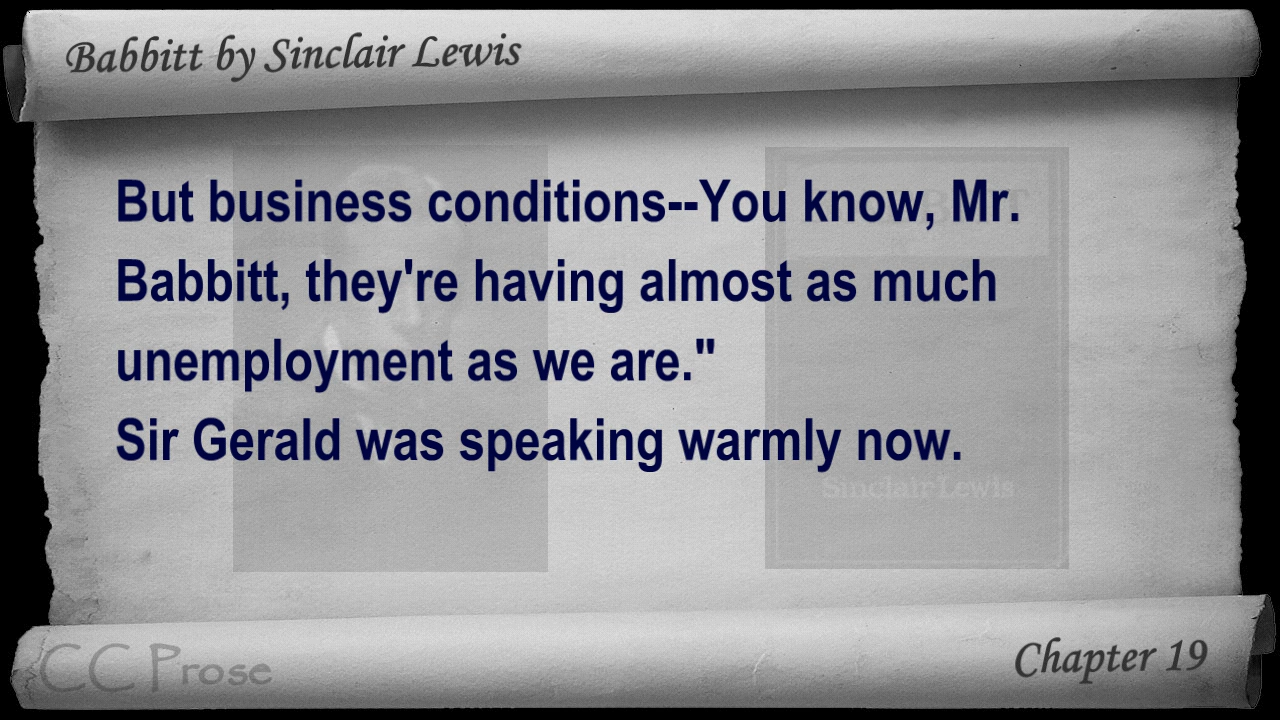 Babbitt by Sinclair Lewis
But business conditions--You know, Mr.
Babbitt, they're having almost as much
unemployment as we are."
Sir Gerald was speaking warmly now.
Sinclair Lewis
CC Prose
Chapter 19